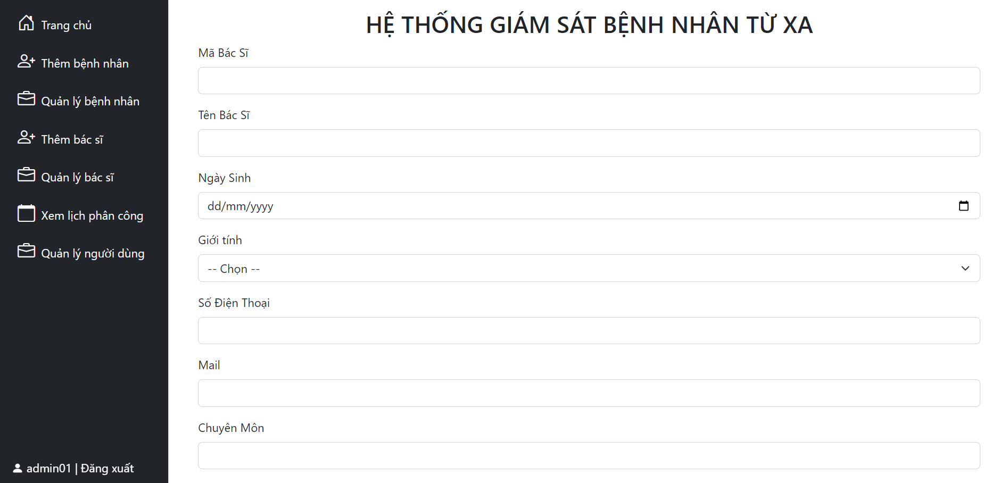 Trang chủ
Thêm bệnh nhân
Quản lý bệnh nhân
Thêm bác sĩ
Quản lý bác sĩ
Xem lịch phân công
Quản lý người dùng
admin01 | Đăng xuất
HỆ THỐNG GIÁM SÁT BỆNH NHÂN TỪ XA
Mã Bác Sĩ
Tên Bác Sĩ
Ngày Sinh
dd/mm/yyyy
Giới tính
-- Chọn --
Số Điện Thoại
Mail
Chuyên Môn